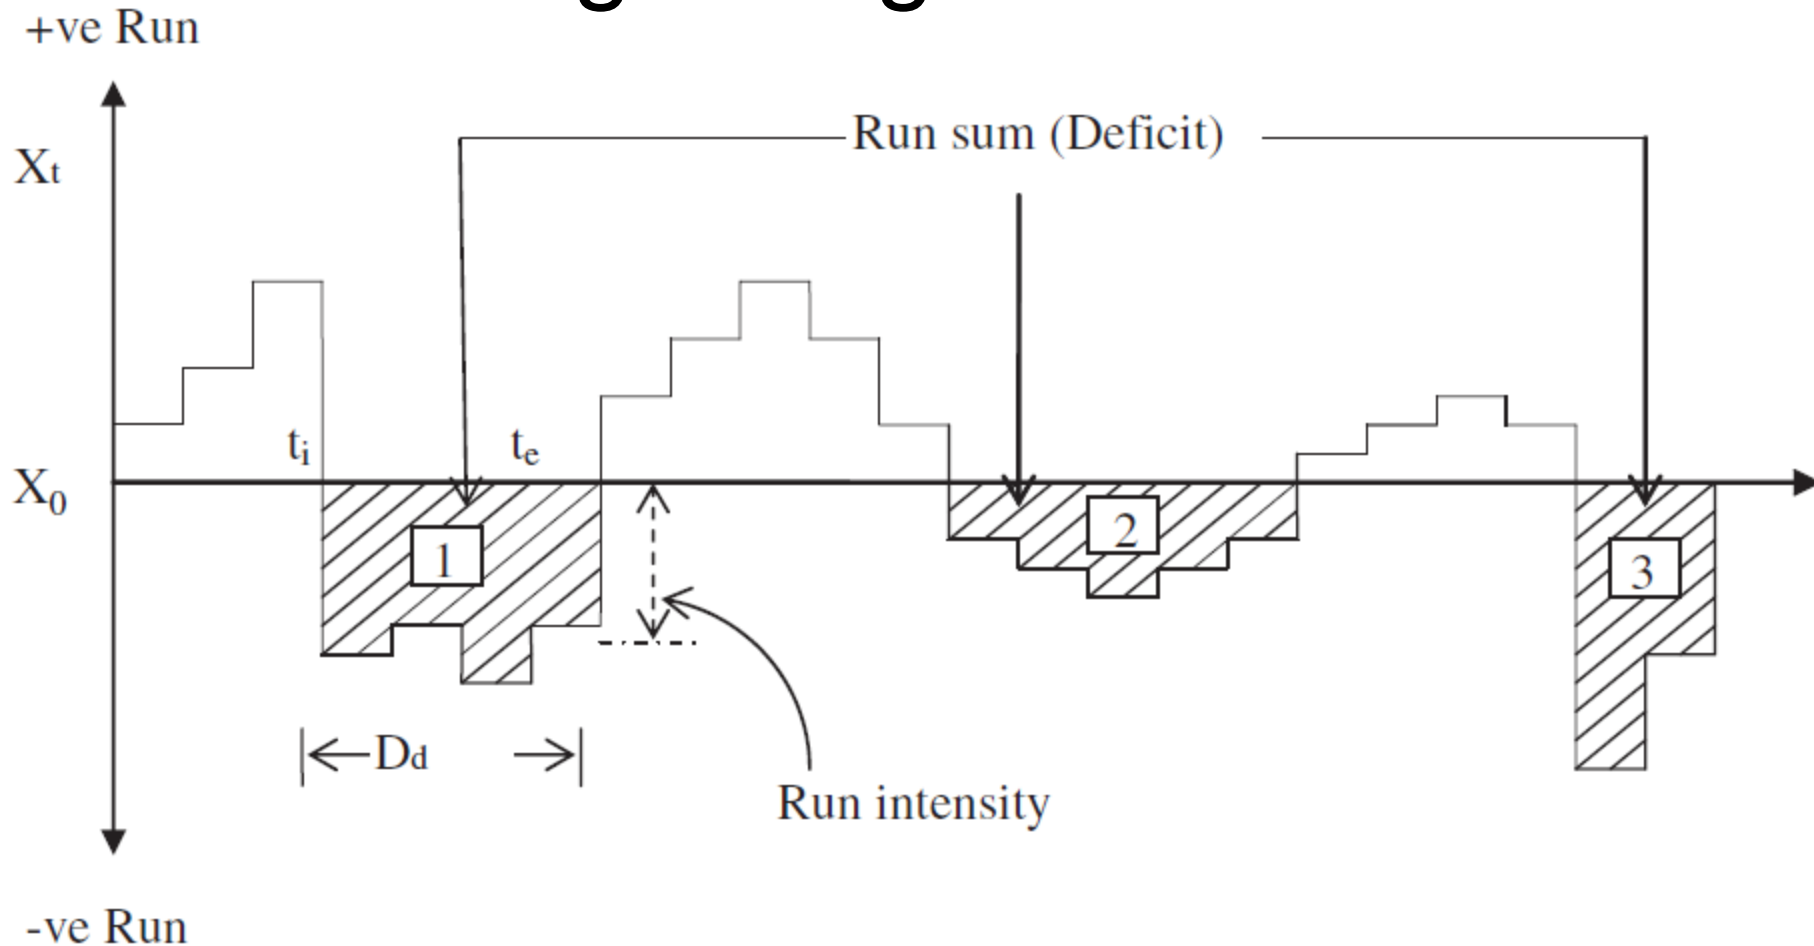 +ve Run
Run sum (Deficit)
Xt
ti
te
X0
1
2
3
Dd
Run intensity
-ve Run